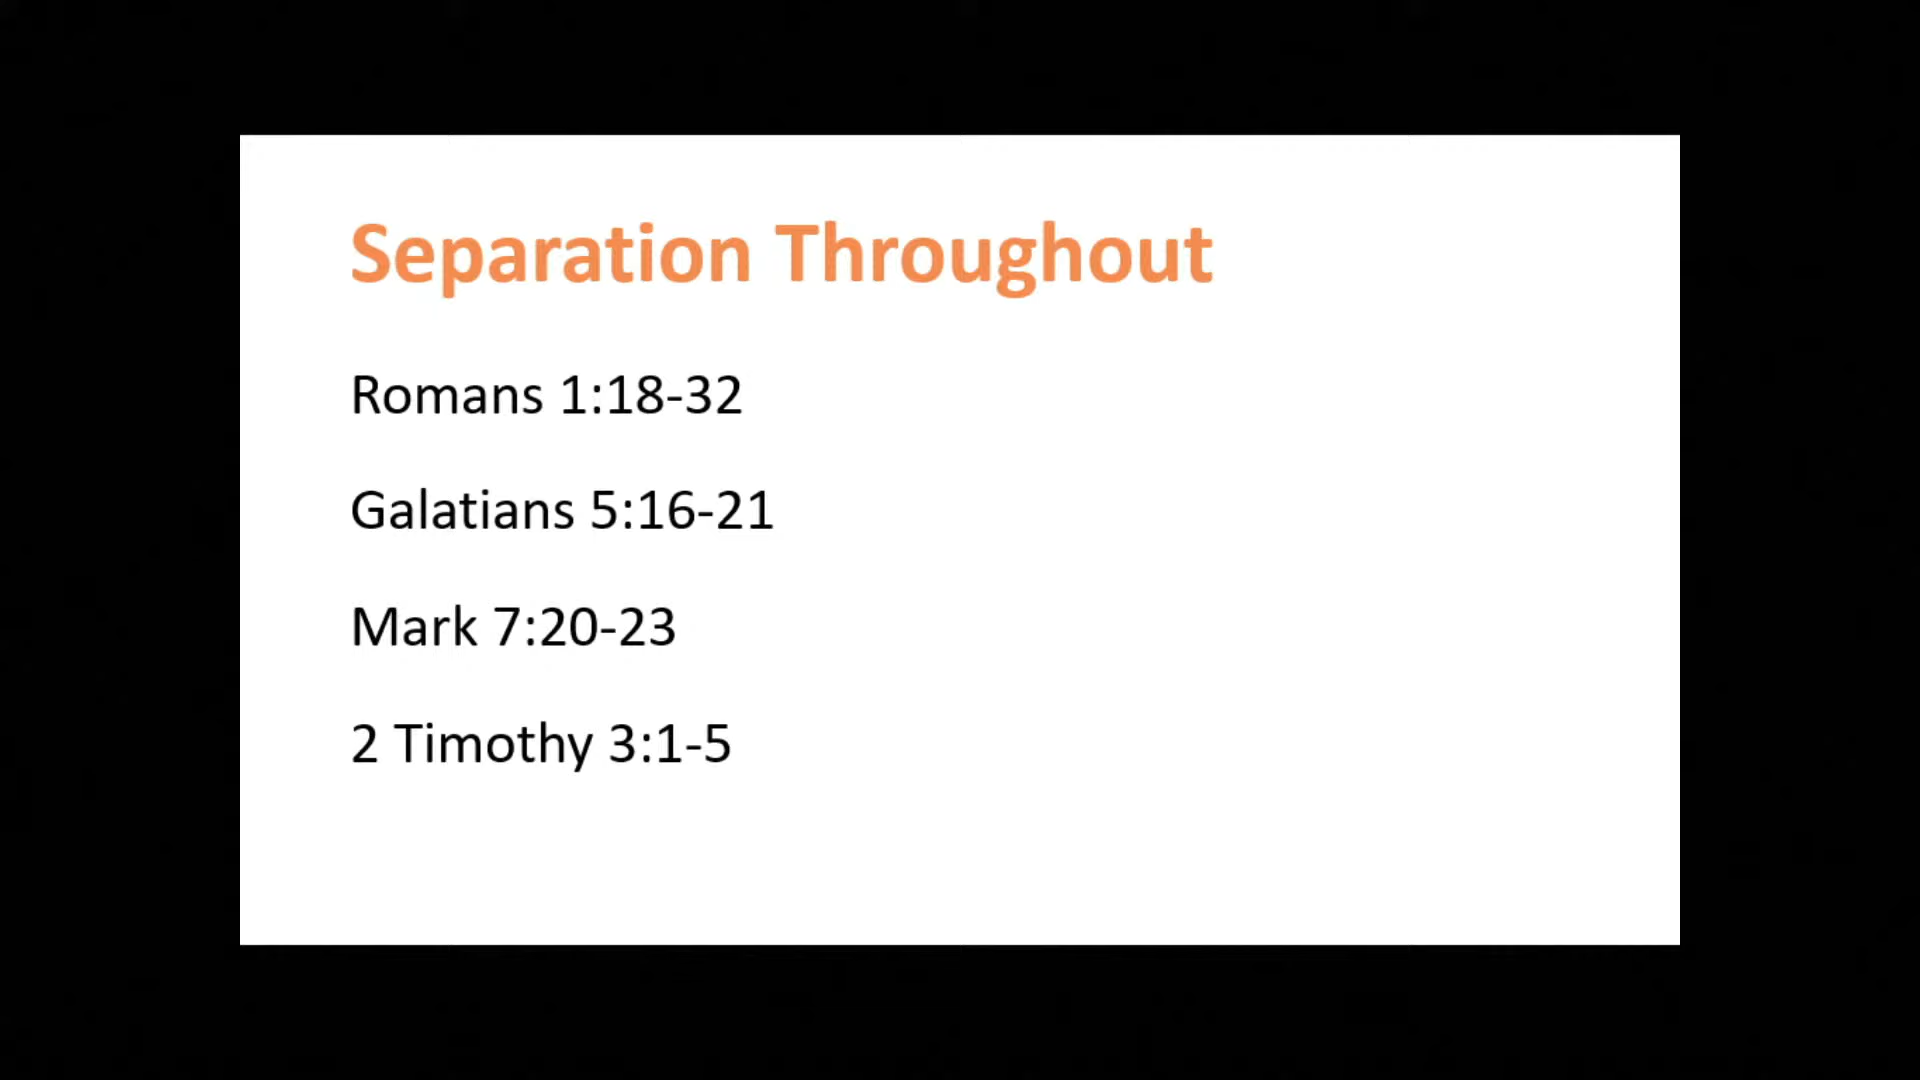 Separation Throughout
Romans 1:18-32
Galatians 5:16-21
Mark 7:20-23
2 Timothy 3:1-5